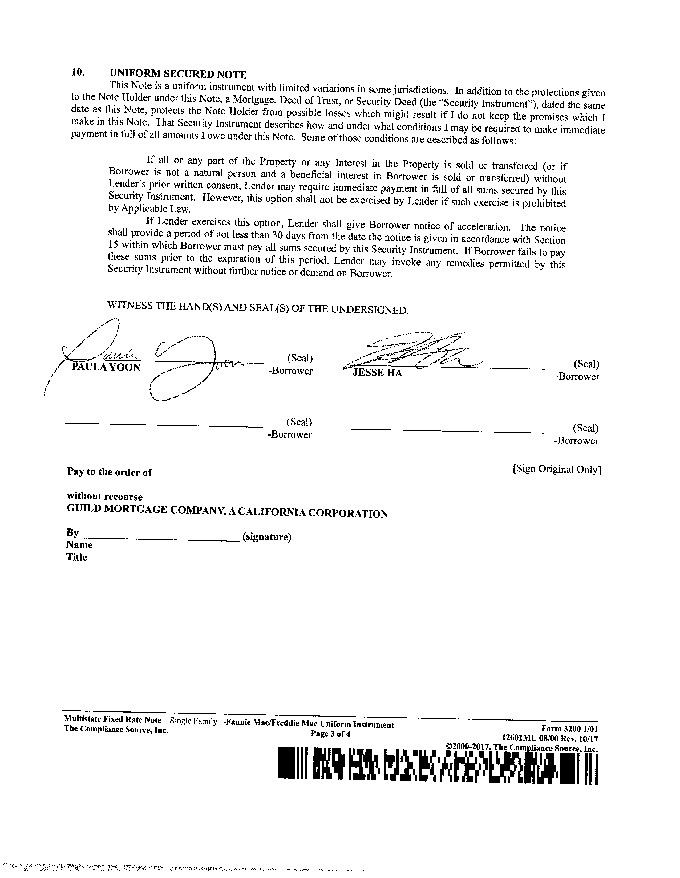 10. UNIFORM SECURED NOTE
This Note is a uniform instrument with limited variations in some jurisdictions. In addition to the protections given
to the Note Holder under this Note, a Mortgage, Deed of Trust, or Security Deed (the "Security Instrument"), dated the same
date as this Note, protects the Note Holder from possible losses which might result if I do not keep the promises which I
make in this Note. That Security Instrument describes how and under what conditions I may be required to make immediate
payment in full of all amounts I owe under this Note. Some of those conditions are described as follows:
If all or any part of the Property or any Interest in the Property is sold or transferred (or if
Borrower is not a natural person and a beneficial interest in Borrower is sold or transferred) without
Lender's prior written consent, Lender may require immediate payment in full of all sums secured by this
Security Instrument. However, this option shall not be exercised by Lender if such exercise is prohibited
by Applicable Law.
If Lender exercises this option, Lender shall give Borrower notice of acceleration. The notice
shall provide a period of not less than 30 days from the date the notice is given in accordance with Section
15 within which Borrower must pay all sums secured by this Security Instrument. If Borrower fails to pay
these sums prior to the expiration of this period, Lender may invoke any remedies permitted by this
Security Instrument without further notice or demand on Borrower.
WITNESS THE HAND(S) AND SEAL(S) OF THE UNDERSIGNED.
(Seal) (Seal)
PAULA YOON -Borrower JESSE HA -Borrower
(Seal) (Seal)
-Borrower -Borrower
[Sign Original Only]
Pay to the order of
without recourse
GUILD MORTGAGE COMPANY, A CALIFORNIA CORPORATION
By (signature)
Name
Title
Multistate Fixed Rate Note Single Family -Fannie Mae/Freddie Mac Uniform Instrument Form 3200 1/01
The Compliance Source, Inc. Page 3 of 4 08/00 Rev. 10/17
©2000-2017, The Compliance Source, Inc.